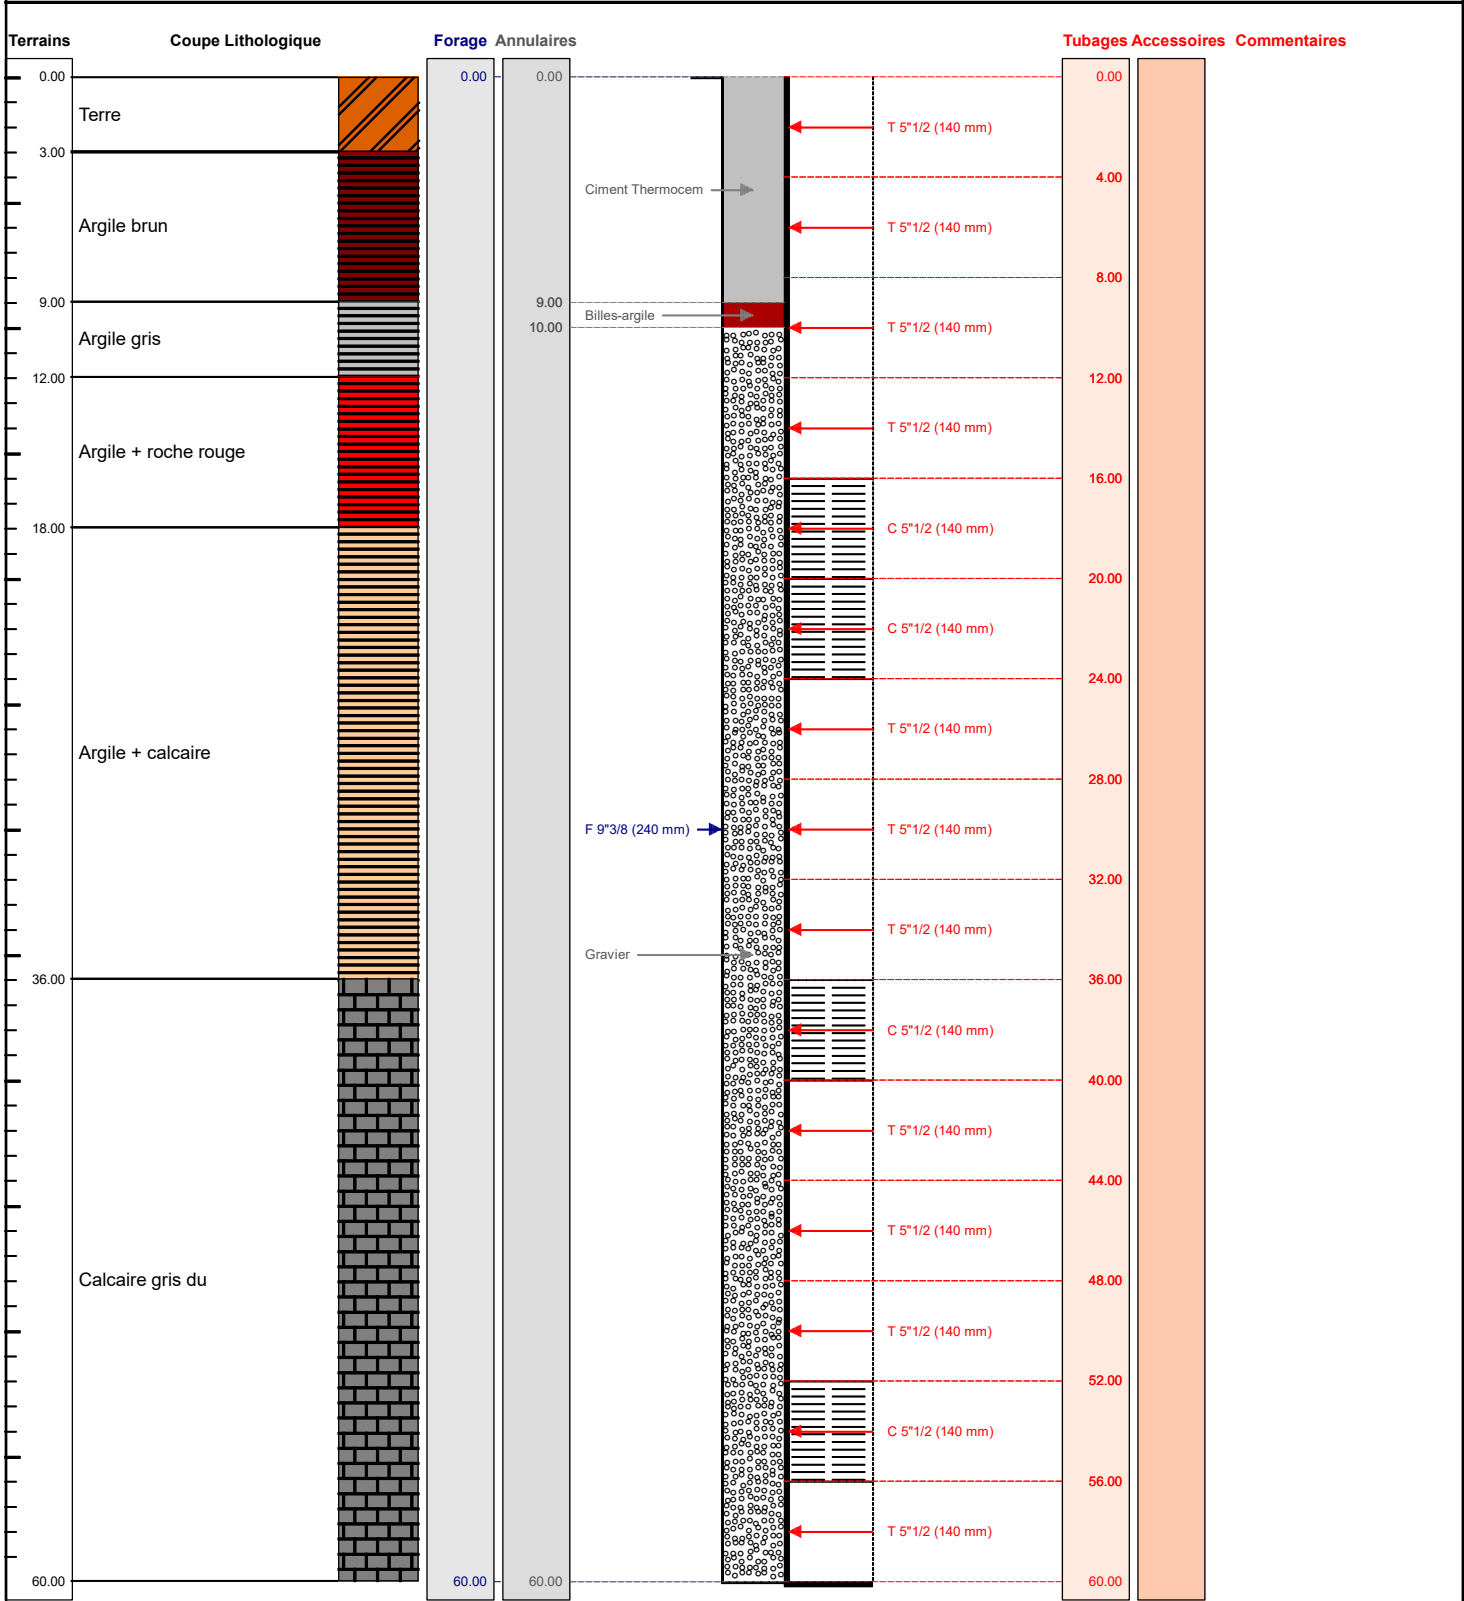 Terrains Coupe Lithologique Forage Annulaires Tubages Accessoires Commentaires
0.00 0.00 0.00 0.00
Terre
T 5"1/2 (140 mm)
3.00
4.00
Ciment Thermocem
Argile brun
T 5"1/2 (140 mm)
8.00
9.00 9.00
Billes-argile
10.00 T 5"1/2 (140 mm)
Argile gris
12.00 12.00
T 5"1/2 (140 mm)
Argile + roche rouge
16.00
18.00 C 5"1/2 (140 mm)
20.00
C 5"1/2 (140 mm)
24.00
T 5"1/2 (140 mm)
Argile + calcaire
28.00
F 9"3/8 (240 mm) T 5"1/2 (140 mm)
32.00
T 5"1/2 (140 mm)
Gravier
36.00 36.00
C 5"1/2 (140 mm)
40.00
T 5"1/2 (140 mm)
44.00
T 5"1/2 (140 mm)
Calcaire gris du
48.00
T 5"1/2 (140 mm)
52.00
C 5"1/2 (140 mm)
56.00
T 5"1/2 (140 mm)
60.00 60.00 60.00 60.00